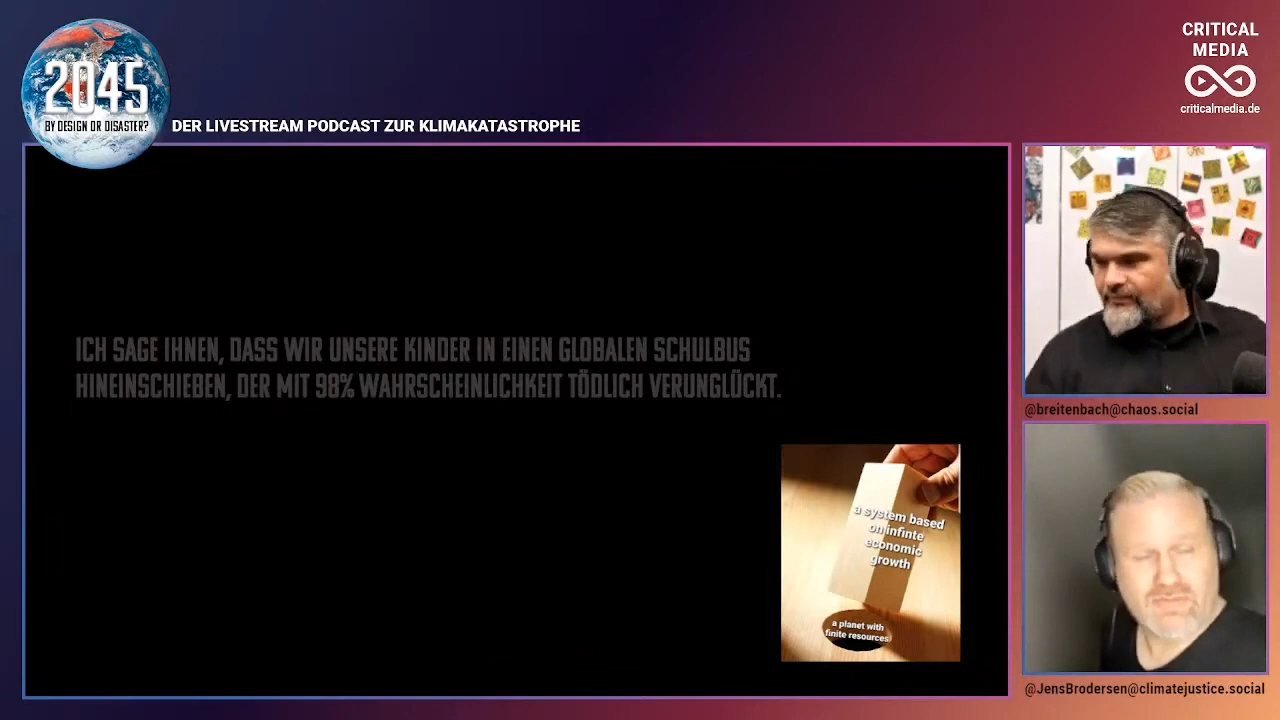 2045
BY DESIGN OR DISASTER?
DER LIVESTREAM PODCAST ZUR KLIMAKATASTROPHE
CRITICAL
MEDIA
criticalmedia.de
ICH SAGE IHNEN, DASS WIR UNSERE KINDER IN EINEN GLOBALEN SCHULBUS
HINEINSCHIEBEN, DER MIT 98% WAHRSCHEINLICHKEIT TÖDLICH VERUNGLÜCKT.
a system based
on infinte
economic
growth
a planet with
finite resources
@breitenbach@chaos.social
@JensBrodersen@climatejustice.social